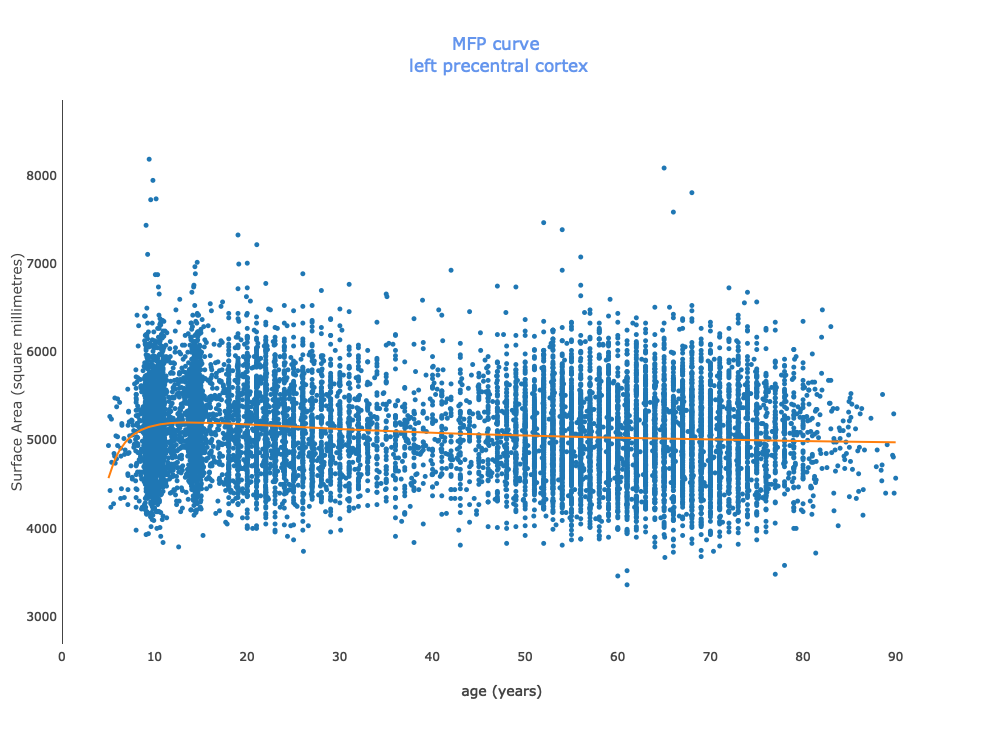 MFP curve
left precentral cortex
Surface Area (square millimetres)
8000
7000
6000
5000
4000
3000
0 10 20 30 40 50 60 70 80 90
age (years)